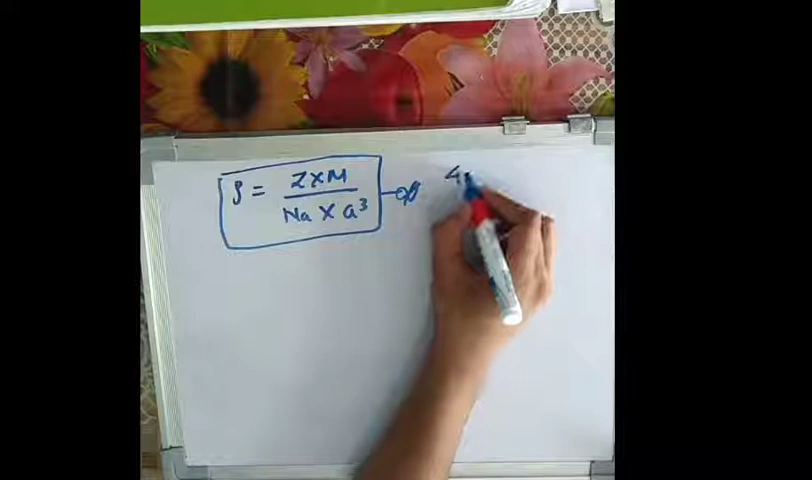 ρ = Z×M / Na × a³